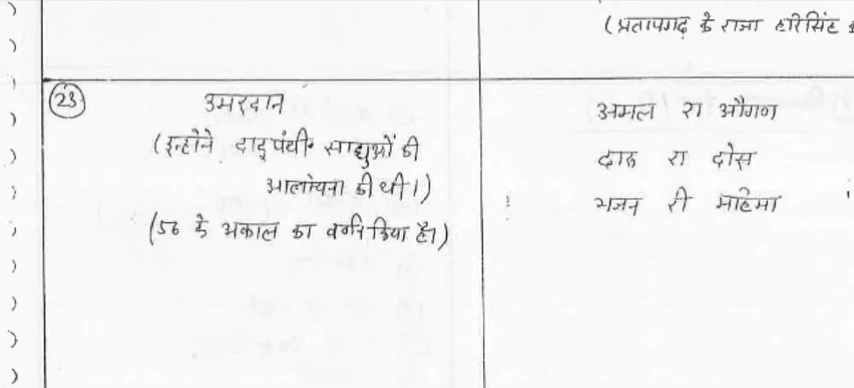 (प्रतापगढ़ के राजा हरिसिंह
(23) उमरदान
(इन्होंने दादूपंथी साधुओं की
आलोचना की थी।)
(56 के अकाल का वर्णन किया है।)
अमल रा औगण
दारू रा दोस
भजन री महिमा